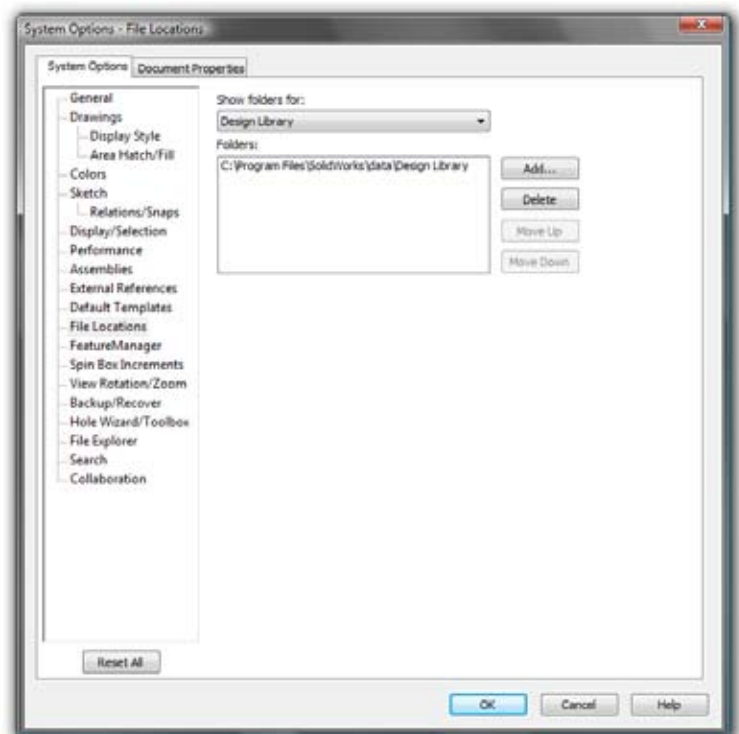 System Options - File Locations
System Options Document Properties
General
Drawings
Display Style
Area Hatch/Fill
Colors
Sketch
Relations/Snaps
Display/Selection
Performance
Assemblies
External References
Default Templates
File Locations
FeatureManager
Spin Box Increments
View Rotation/Zoom
Backup/Recover
Hole Wizard/Toolbox
File Explorer
Search
Collaboration
Reset All
Show folders for:
Design Library
Folders:
C:\Program Files\SolidWorks\data\Design Library
Add...
Delete
Move Up
Move Down
OK Cancel Help